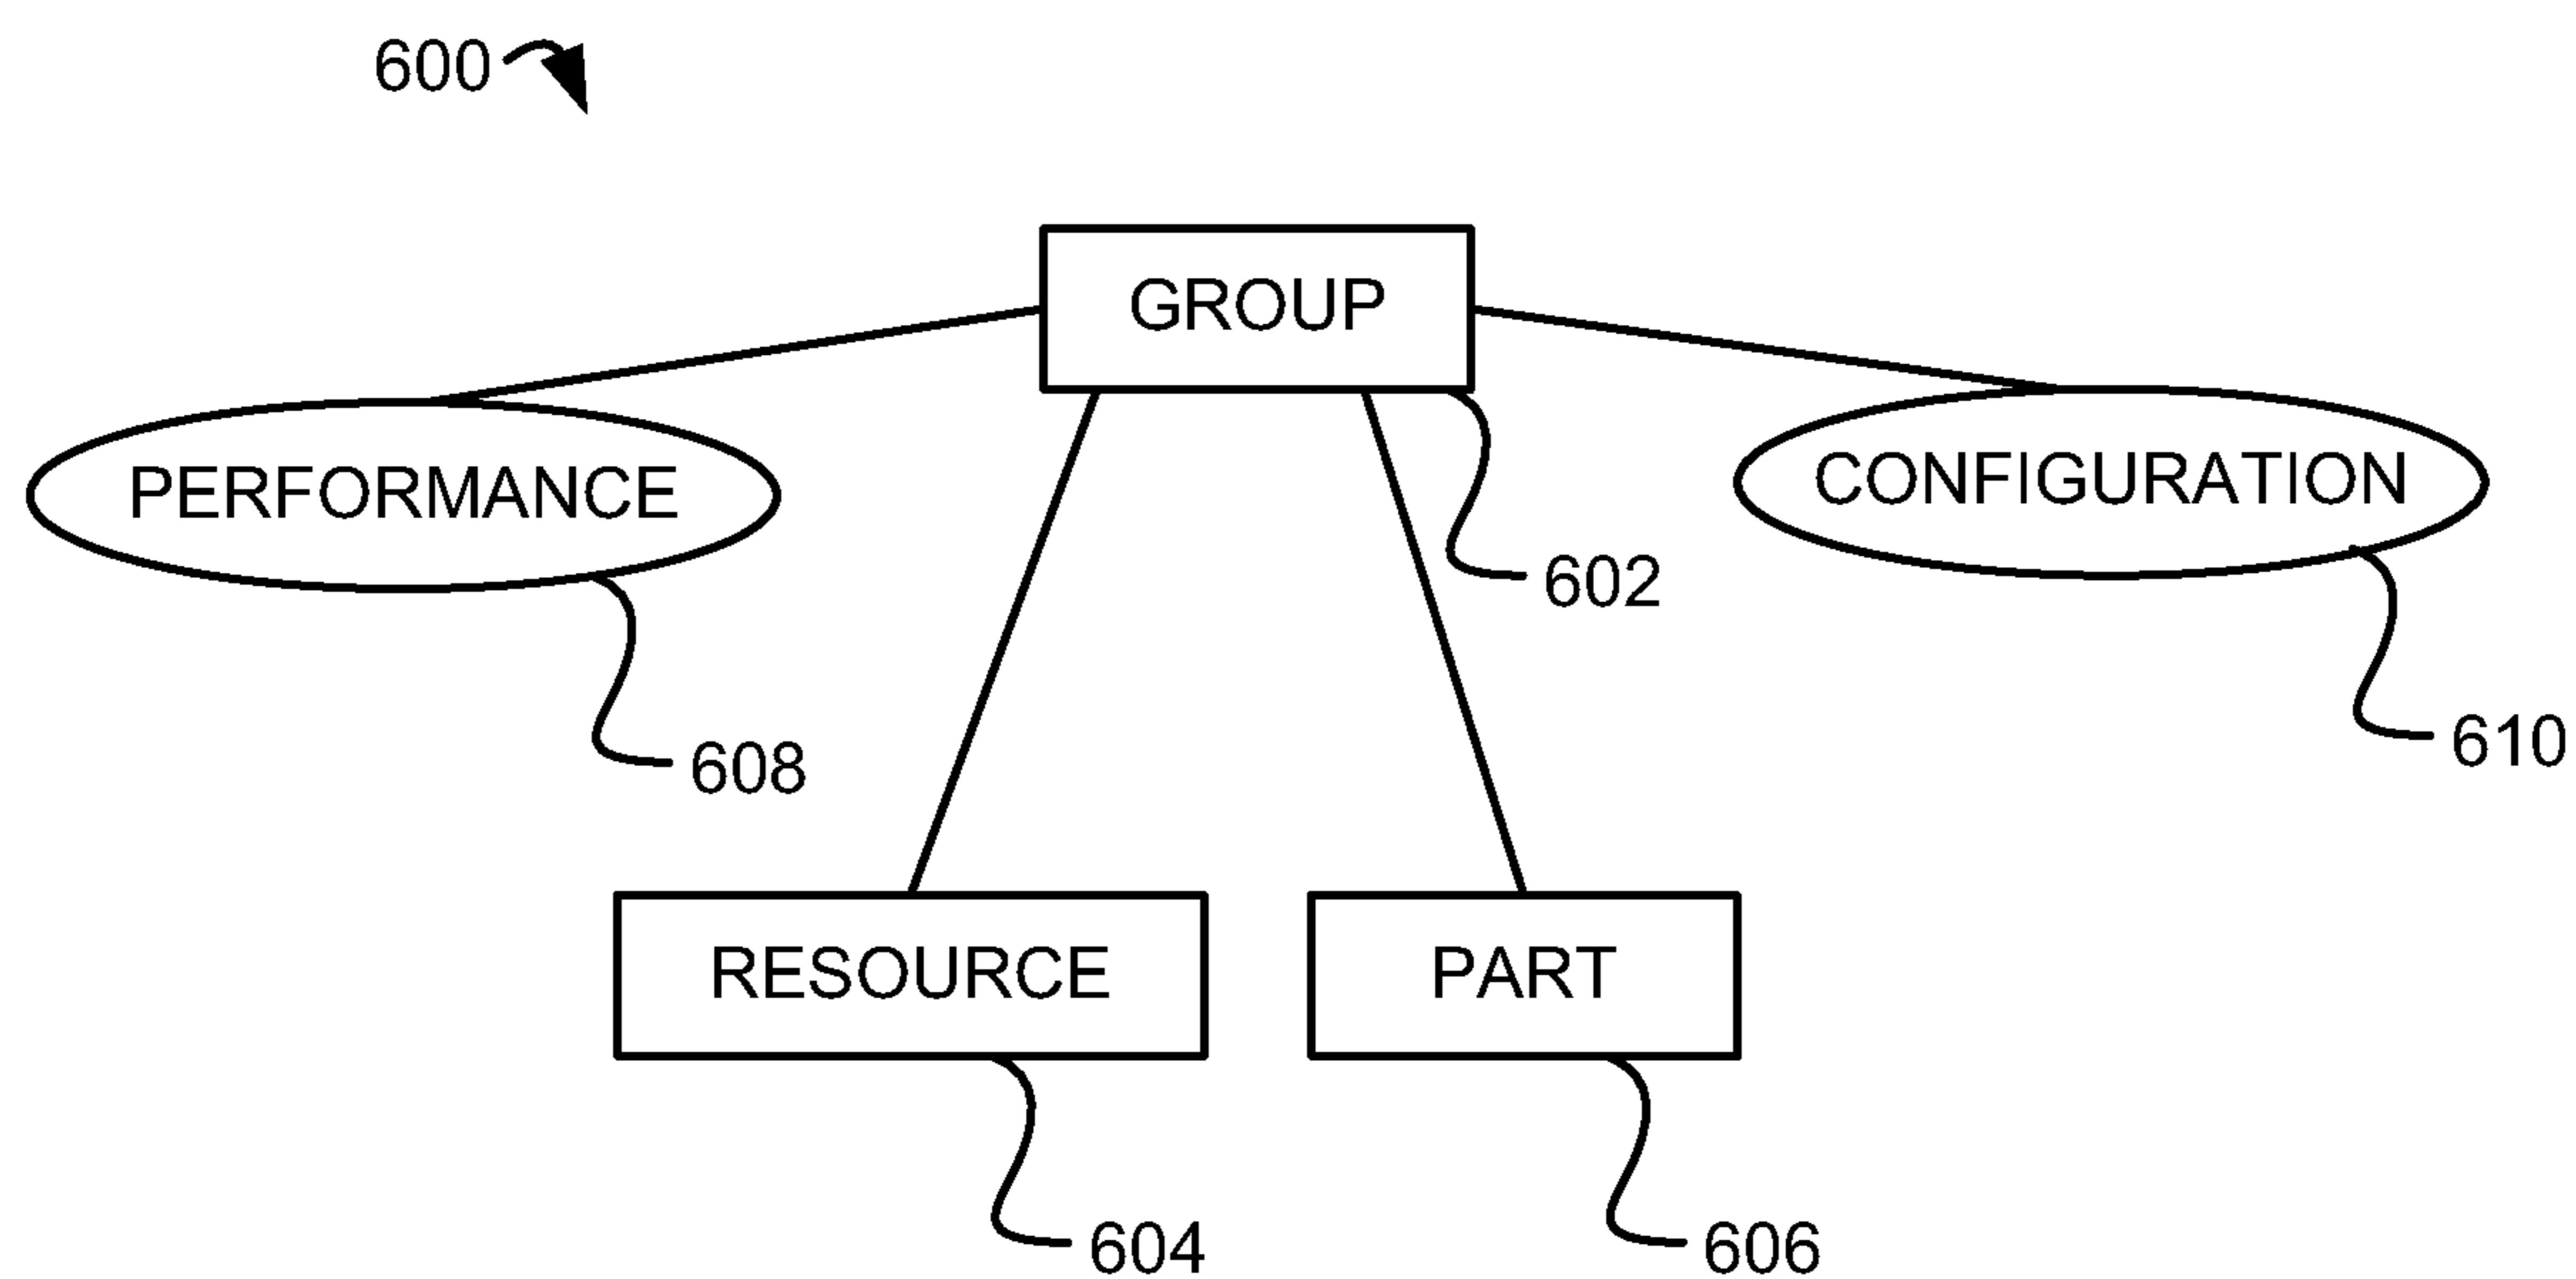 600
GROUP
PERFORMANCE
CONFIGURATION
602
608
610
RESOURCE
PART
604
606